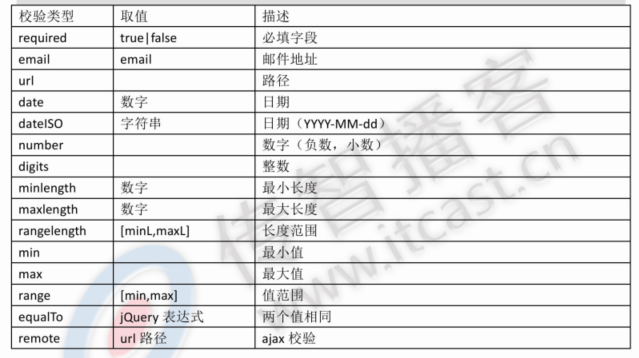 校验类型 取值 描述
required true|false 必填字段
email email 邮件地址
url 路径
date 数字 日期
dateISO 字符串 日期（YYYY-MM-dd）
number 数字（负数，小数）
digits 整数
minlength 数字 最小长度
maxlength 数字 最大长度
rangelength [minL,maxL] 长度范围
min 最小值
max 最大值
range [min,max] 值范围
equalTo jQuery 表达式 两个值相同
remote url 路径 ajax 校验
传智播客
www.itcast.cn